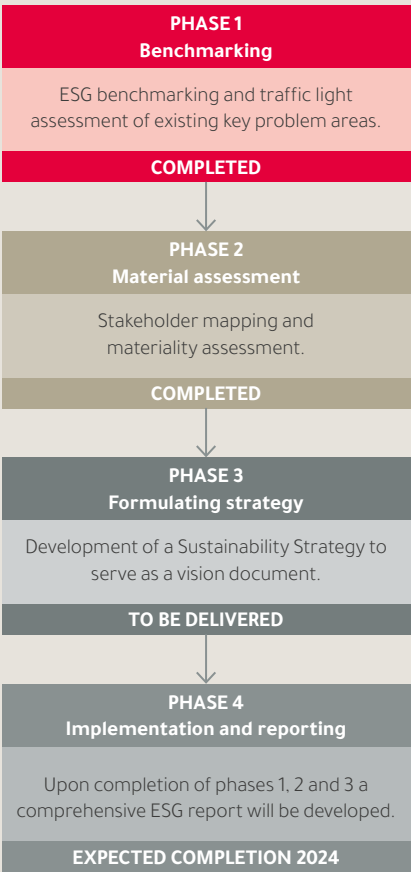 PHASE 1
Benchmarking
ESG benchmarking and traffic light
assessment of existing key problem areas.
COMPLETED
PHASE 2
Material assessment
Stakeholder mapping and
materiality assessment.
COMPLETED
PHASE 3
Formulating strategy
Development of a Sustainability Strategy to
serve as a vision document.
TO BE DELIVERED
PHASE 4
Implementation and reporting
Upon completion of phases 1, 2 and 3 a
comprehensive ESG report will be developed.
EXPECTED COMPLETION 2024